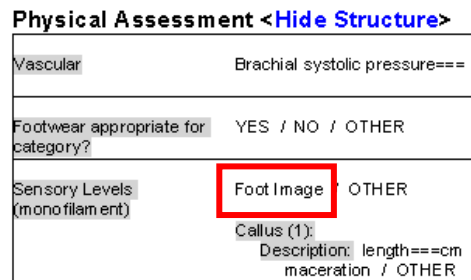 Physical Assessment <Hide Structure>
Vascular Brachial systolic pressure===
Footwear appropriate for YES / NO / OTHER
category?
Sensory Levels Foot Image / OTHER
(monofilament)
Callus (1):
Description: length===cm
maceration / OTHER